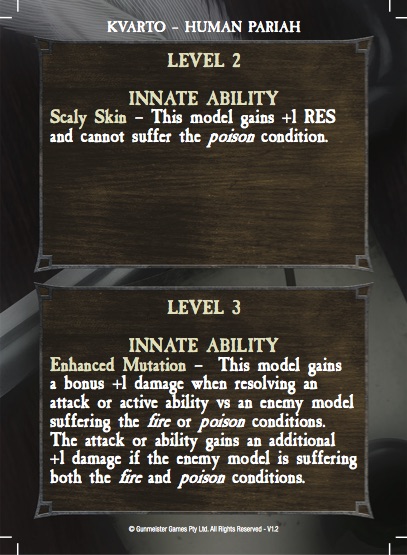 KVARTO – HUMAN PARIAH
LEVEL 2
INNATE ABILITY
Scaly Skin – This model gains +1 RES
and cannot suffer the poison condition.
LEVEL 3
INNATE ABILITY
Enhanced Mutation – This model gains
a bonus +1 damage when resolving an
attack or active ability vs an enemy model
suffering the fire or poison conditions.
The attack or ability gains an additional
+1 damage if the enemy model is suffering
both the fire and poison conditions.
© Gunmeister Games Pty Ltd. All Rights Reserved - V1.2